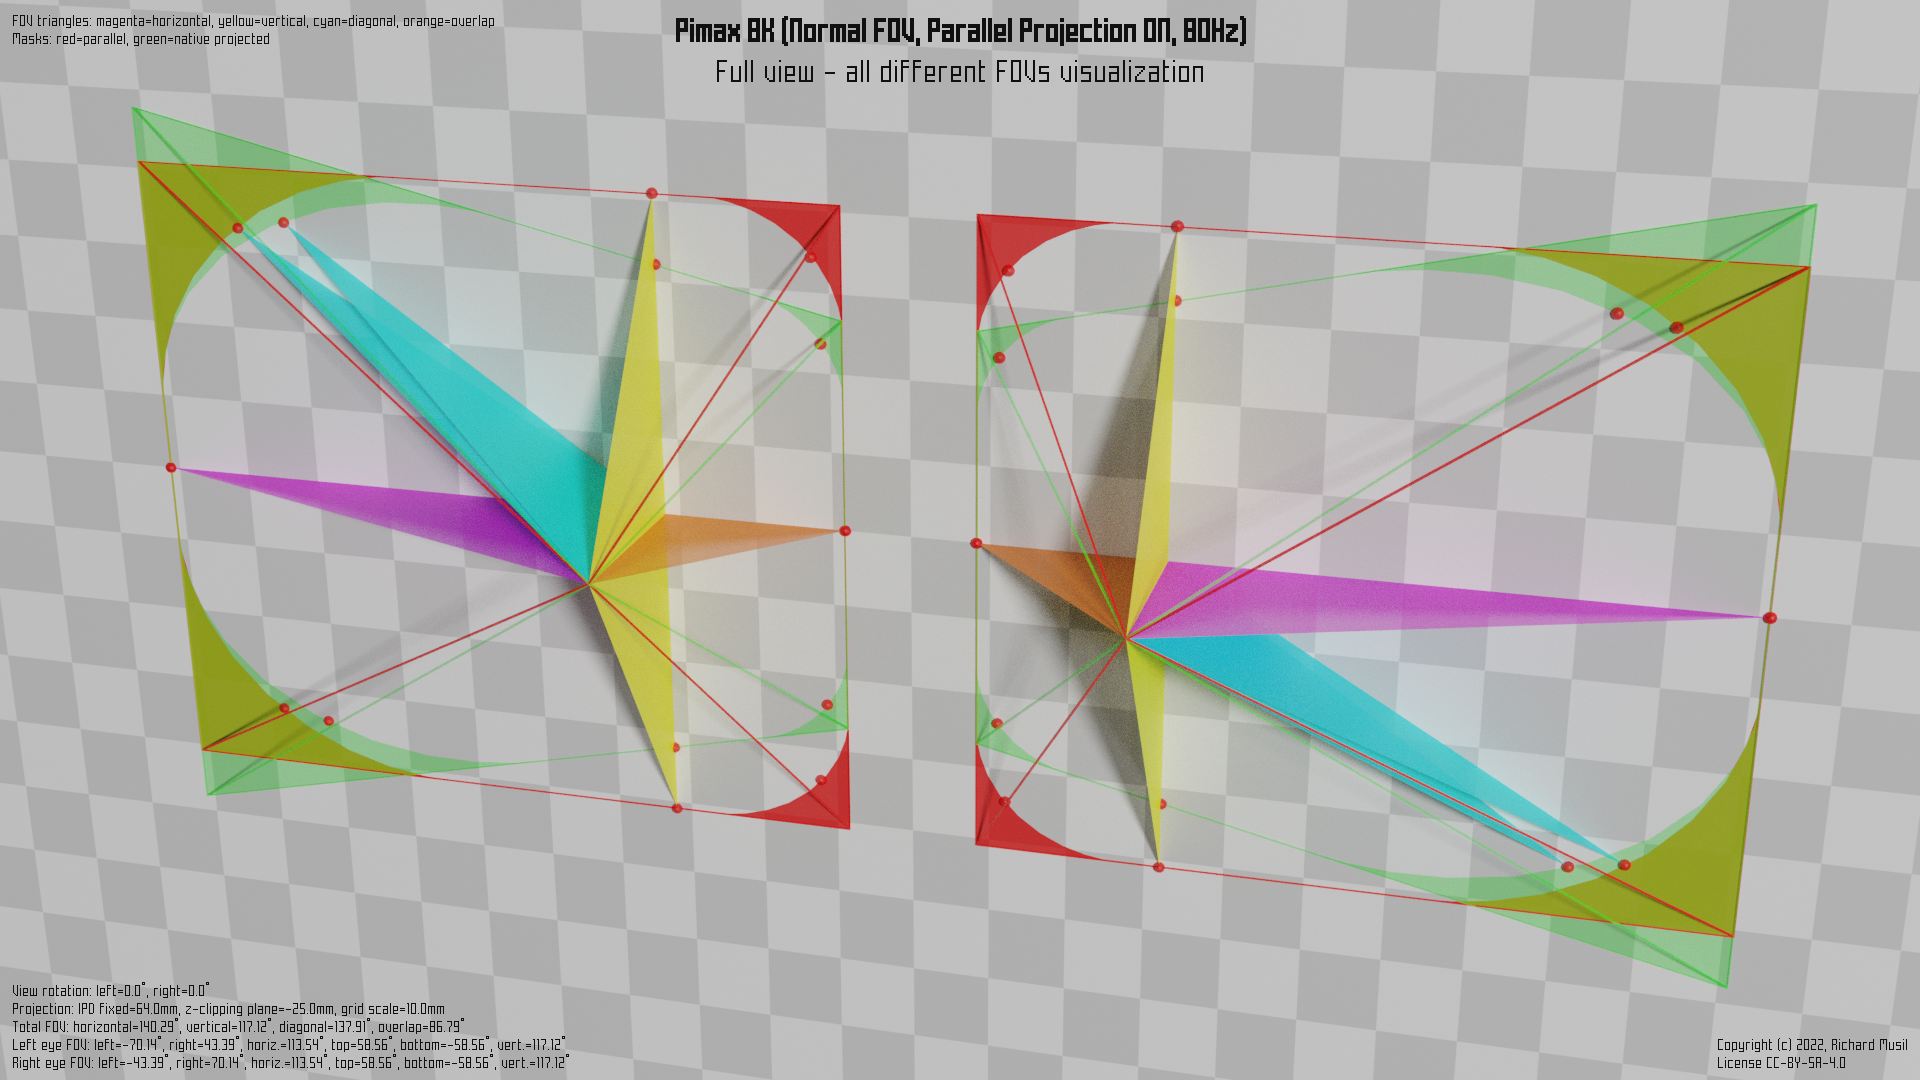 FOV triangles: magenta=horizontal, yellow=vertical, cyan=diagonal, orange=overlap
Masks: red=parallel, green=native projected
Pimax 8K (Normal FOV, Parallel Projection ON, 80Hz)
Full view - all different FOVs visualization
View rotation: left=0.0°, right=0.0°
Projection: IPD fixed=64.0mm, z-clipping plane=-25.0mm, grid scale=10.0mm
Total FOV: horizontal=140.29°, vertical=117.12°, diagonal=137.91°, overlap=86.79°
Left eye FOV: left=-70.14°, right=43.39°, horiz.=113.54°, top=58.56°, bottom=-58.56°, vert.=117.12°
Right eye FOV: left=-43.39°, right=70.14°, horiz.=113.54°, top=58.56°, bottom=-58.56°, vert.=117.12°
Copyright (c) 2022, Richard Musil
License CC-BY-SA-4.0